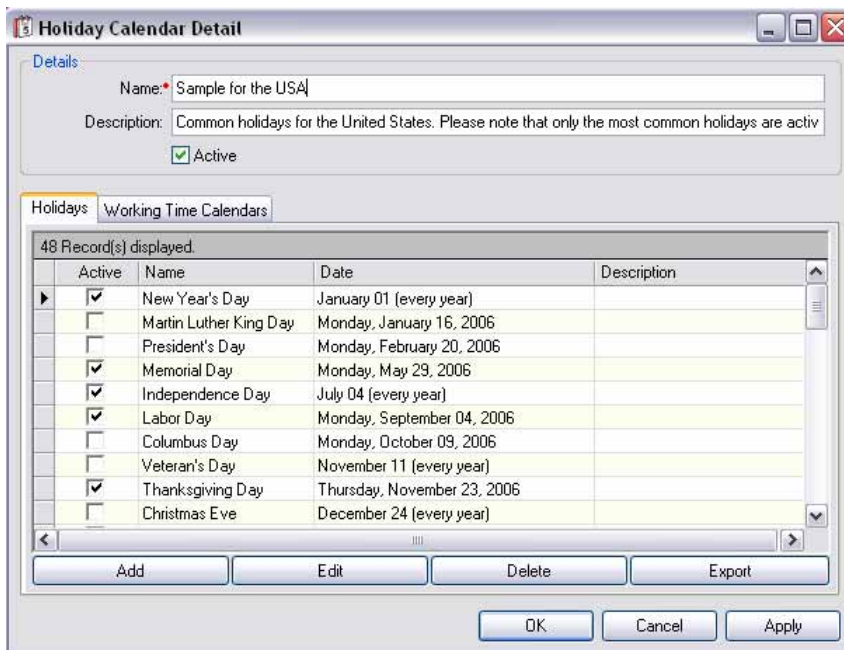 Holiday Calendar Detail
Details
Name:* Sample for the USA
Description: Common holidays for the United States. Please note that only the most common holidays are activ
Active
Holidays Working Time Calendars
48 Record(s) displayed.
Active Name Date Description
New Year's Day January 01 (every year)
Martin Luther King Day Monday, January 16, 2006
President's Day Monday, February 20, 2006
Memorial Day Monday, May 29, 2006
Independence Day July 04 (every year)
Labor Day Monday, September 04, 2006
Columbus Day Monday, October 09, 2006
Veteran's Day November 11 (every year)
Thanksgiving Day Thursday, November 23, 2006
Christmas Eve December 24 (every year)
Add Edit Delete Export
OK Cancel Apply